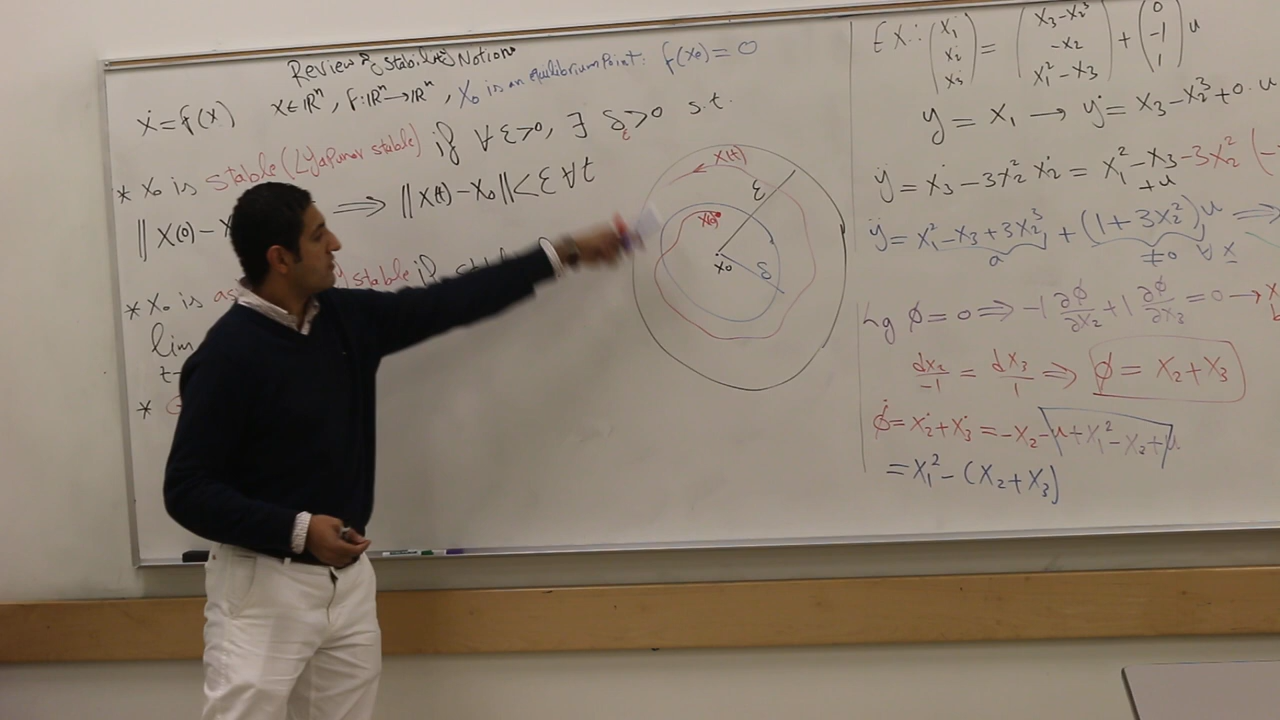 Review of Stability Notions
ẋ = f(x)   x∈ℝⁿ, f:ℝⁿ→ℝⁿ, x₀ is an equilibrium point: f(x₀) = 0
* x₀ is stable (Lyapunov stable) if ∀ε>0, ∃ δ_ε>0 s.t.
‖x(0) − x ⟹ ‖x(t) − x₀‖ < ε ∀t
* x₀ is as stable if
lim
t→
*
x(t)
ε
x(0)
x₀
δ
Ex.: (ẋ₁ ẋ₂ ẋ₃) = (x₃−x₂³ −x₂ x₁²−x₃) + (0 −1 1) u
y = x₁ → ẏ = x₃ − x₂³ + 0·u
ÿ = ẋ₃ − 3x₂² ẋ₂ = x₁² − x₃ + u − 3x₂² (−
ÿ = x₁² − x₃ + 3x₂³ + (1 + 3x₂²)u ⟹
a   ≠0 ∀ x
Lg φ = 0 ⟹ −1 ∂φ/∂x₂ + 1 ∂φ/∂x₃ = 0 →
dx₂/−1 = dx₃/1 ⟹ φ = x₂ + x₃
φ̇ = ẋ₂ + ẋ₃ = −x₂ − u + x₁² − x₂ + u
= x₁² − (x₂ + x₃)